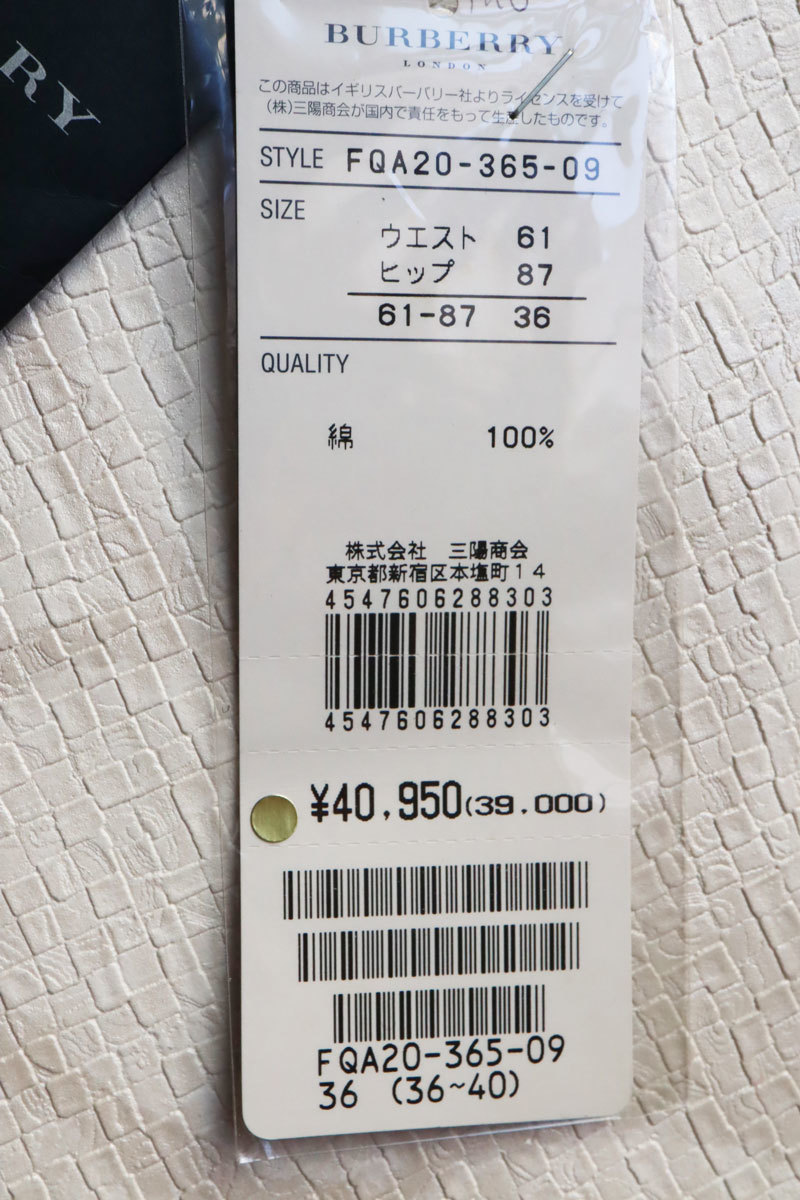 RRY
BURBERRY
LONDON
この商品はイギリスバーバリー社よりライセンスを受けて
(株)三陽商会が国内で責任をもって生産したものです。
STYLE FQA20-365-09
SIZE
ウエスト 61
ヒップ 87
61-87 36
QUALITY
綿 100%
株式会社 三陽商会
東京都新宿区本塩町14
4547606288303
4547606288303
¥40,950(39.000)
FQA20-365-09
36 (36~40)